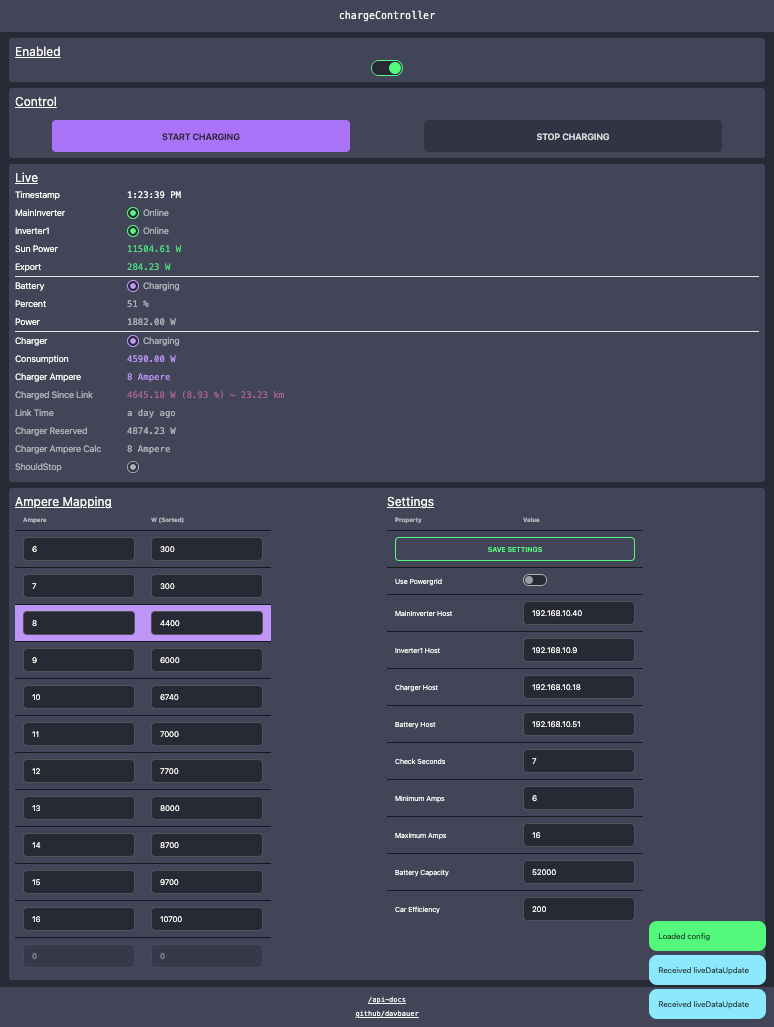 chargeController
Enabled
Control
START CHARGING STOP CHARGING
Live
Timestamp 1:23:39 PM
MainInverter Online
Inverter1 Online
Sun Power 11504.61 W
Export 284.23 W
Battery Charging
Percent 51 %
Power 1882.00 W
Charger Charging
Consumption 4590.00 W
Charger Ampere 8 Ampere
Charged Since Link 4645.18 W (8.93 %) ~ 23.23 km
Link Time a day ago
Charger Reserved 4874.23 W
Charger Ampere Calc 8 Ampere
ShouldStop
Ampere Mapping
Ampere W (Sorted)
6 300
7 300
8 4400
9 6000
10 6740
11 7000
12 7700
13 8000
14 8700
15 9700
16 10700
0 0
Settings
Property Value
SAVE SETTINGS
Use Powergrid
MainInverter Host 192.168.10.40
Inverter1 Host 192.168.10.9
Charger Host 192.168.10.18
Battery Host 192.168.10.51
Check Seconds 7
Minimum Amps 6
Maximum Amps 16
Battery Capacity 52000
Car Efficiency 200
Loaded config
Received liveDataUpdate
Received liveDataUpdate
/api-docs
github/davbauer